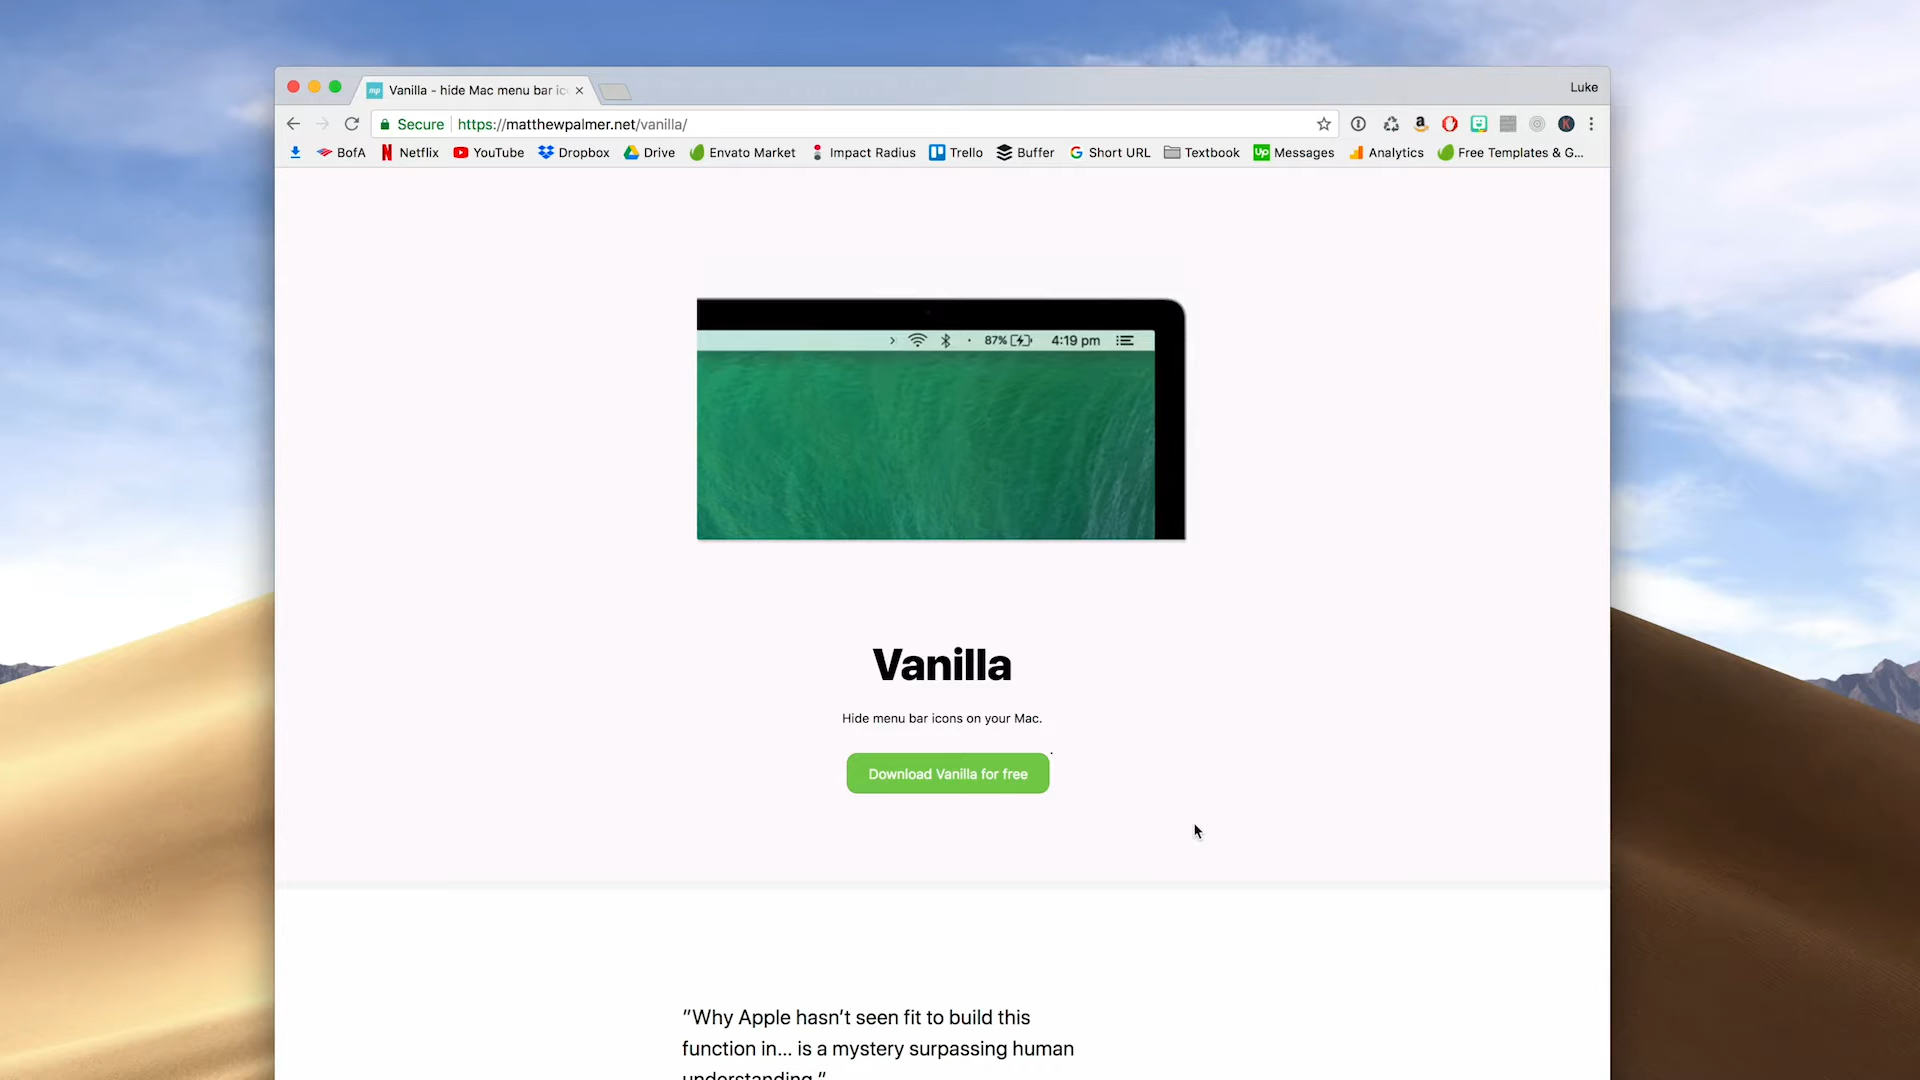 Vanilla - hide Mac menu bar ic
Luke
Secure https://matthewpalmer.net/vanilla/
BofA Netflix YouTube Dropbox Drive Envato Market Impact Radius Trello Buffer Short URL Textbook Messages Analytics Free Templates & G...
87% 4:19 pm
Vanilla
Hide menu bar icons on your Mac.
Download Vanilla for free
"Why Apple hasn't seen fit to build this
function in... is a mystery surpassing human
understanding."